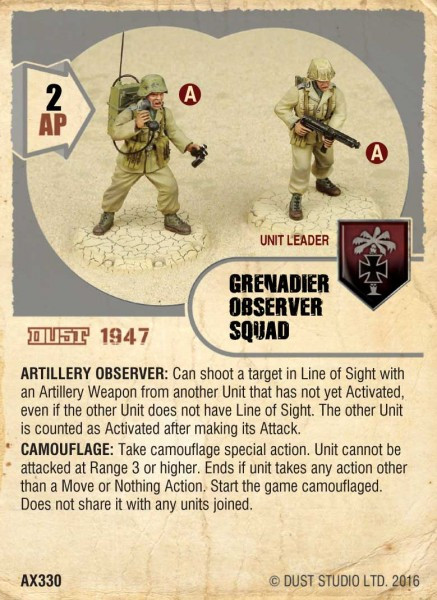 2
AP
A
A
UNIT LEADER
GRENADIER
OBSERVER
SQUAD
DUST 1947
ARTILLERY OBSERVER: Can shoot a target in Line of Sight with
an Artillery Weapon from another Unit that has not yet Activated,
even if the other Unit does not have Line of Sight. The other Unit
is counted as Activated after making its Attack.
CAMOUFLAGE: Take camouflage special action. Unit cannot be
attacked at Range 3 or higher. Ends if unit takes any action other
than a Move or Nothing Action. Start the game camouflaged.
Does not share it with any units joined.
AX330
© DUST STUDIO LTD. 2016